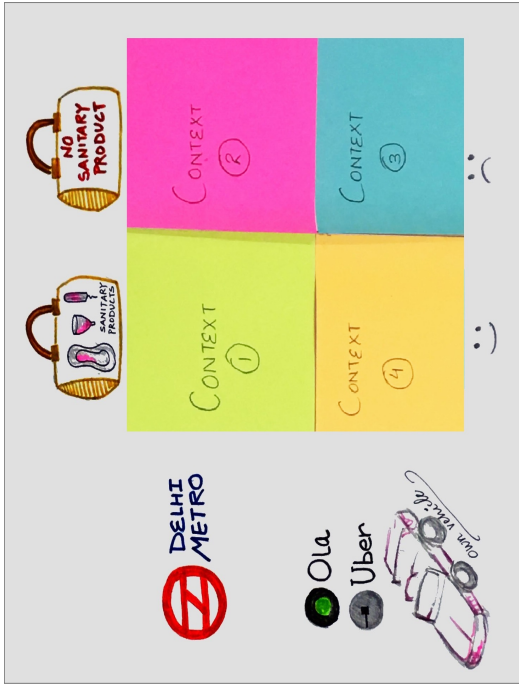 SANITARY
PRODUCTS
NO
SANITARY
PRODUCT
DELHI
METRO
CONTEXT
1
CONTEXT
2
Ola
Uber
own vehicle
CONTEXT
4
CONTEXT
3